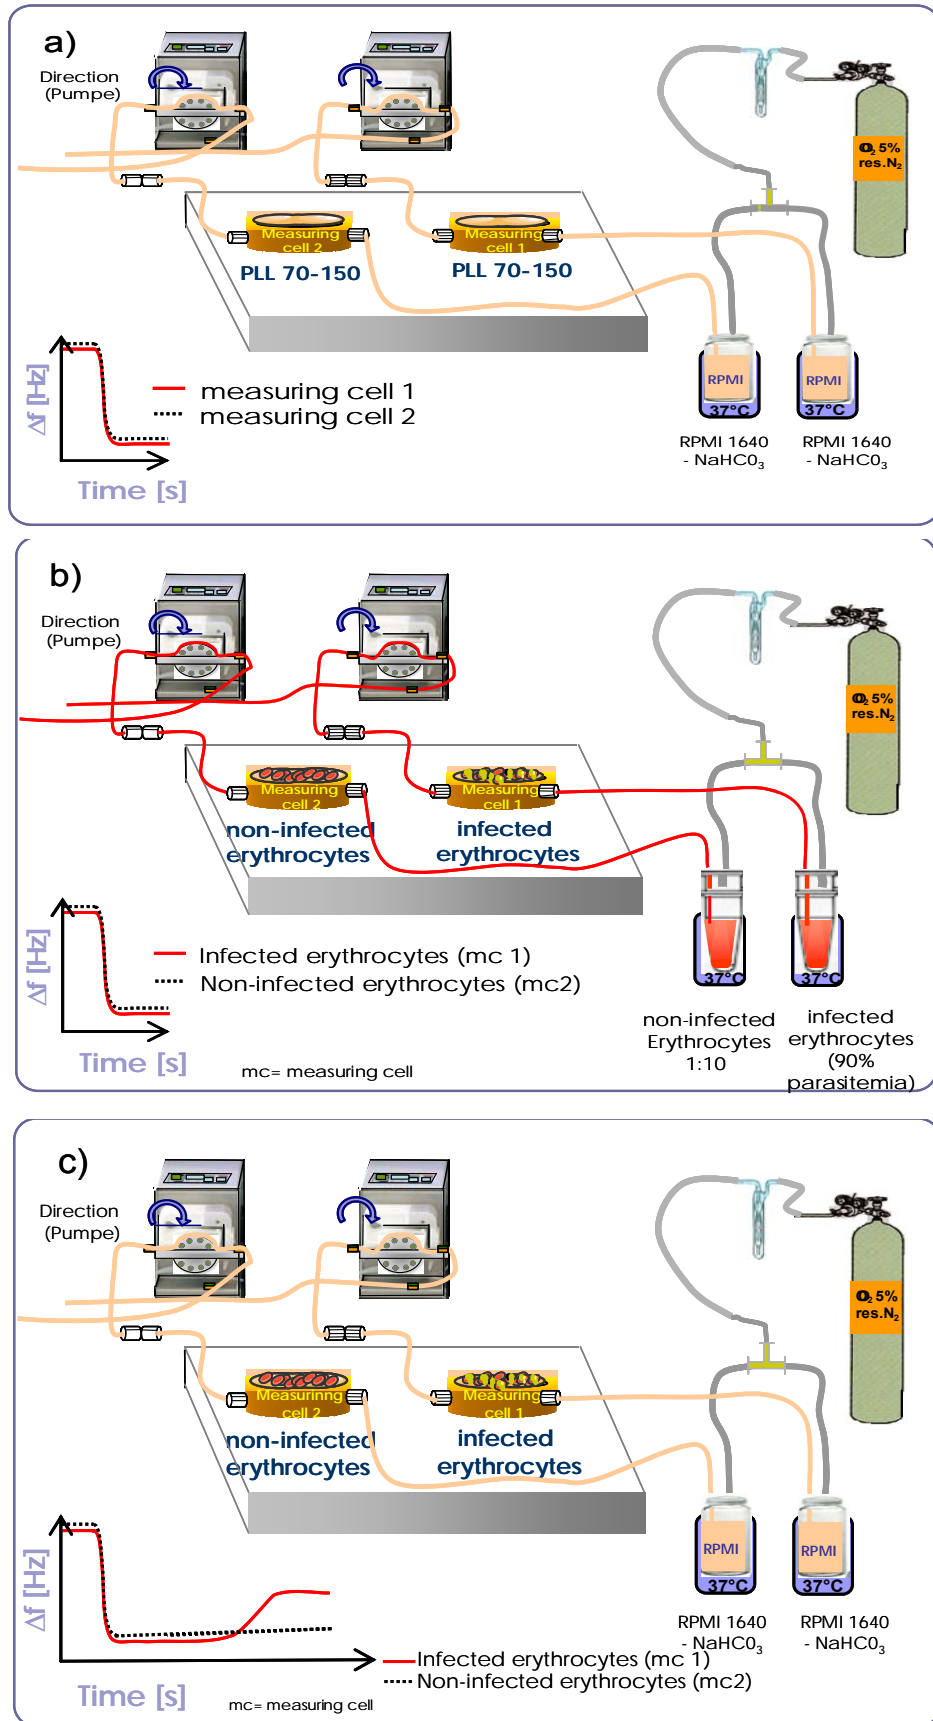 a)
Direction
(Pumpe)
O₂ 5%
res.N₂
Measuring
cell 2
Measuring
cell 1
PLL 70-150
PLL 70-150
Δf [Hz]
measuring cell 1
measuring cell 2
Time [s]
RPMI
RPMI
37°C
37°C
RPMI 1640
- NaHC0₃
RPMI 1640
- NaHC0₃
b)
Direction
(Pumpe)
O₂ 5%
res.N₂
Measuring
cell 2
Measuring
cell 1
non-infected
erythrocytes
infected
erythrocytes
Δf [Hz]
Infected erythrocytes (mc 1)
Non-infected erythrocytes (mc2)
Time [s]
mc= measuring cell
37°C
37°C
non-infected
Erythrocytes
1:10
infected
erythrocytes
(90%
parasitemia)
c)
Direction
(Pumpe)
O₂ 5%
res.N₂
Measurinng
cell 2
Measuring
cell 1
non-infected
erythrocytes
infected
erythrocytes
Δf [Hz]
RPMI
RPMI
37°C
37°C
RPMI 1640
- NaHC0₃
RPMI 1640
- NaHC0₃
Infected erythrocytes (mc 1)
Non-infected erythrocytes (mc2)
Time [s]
mc= measuring cell